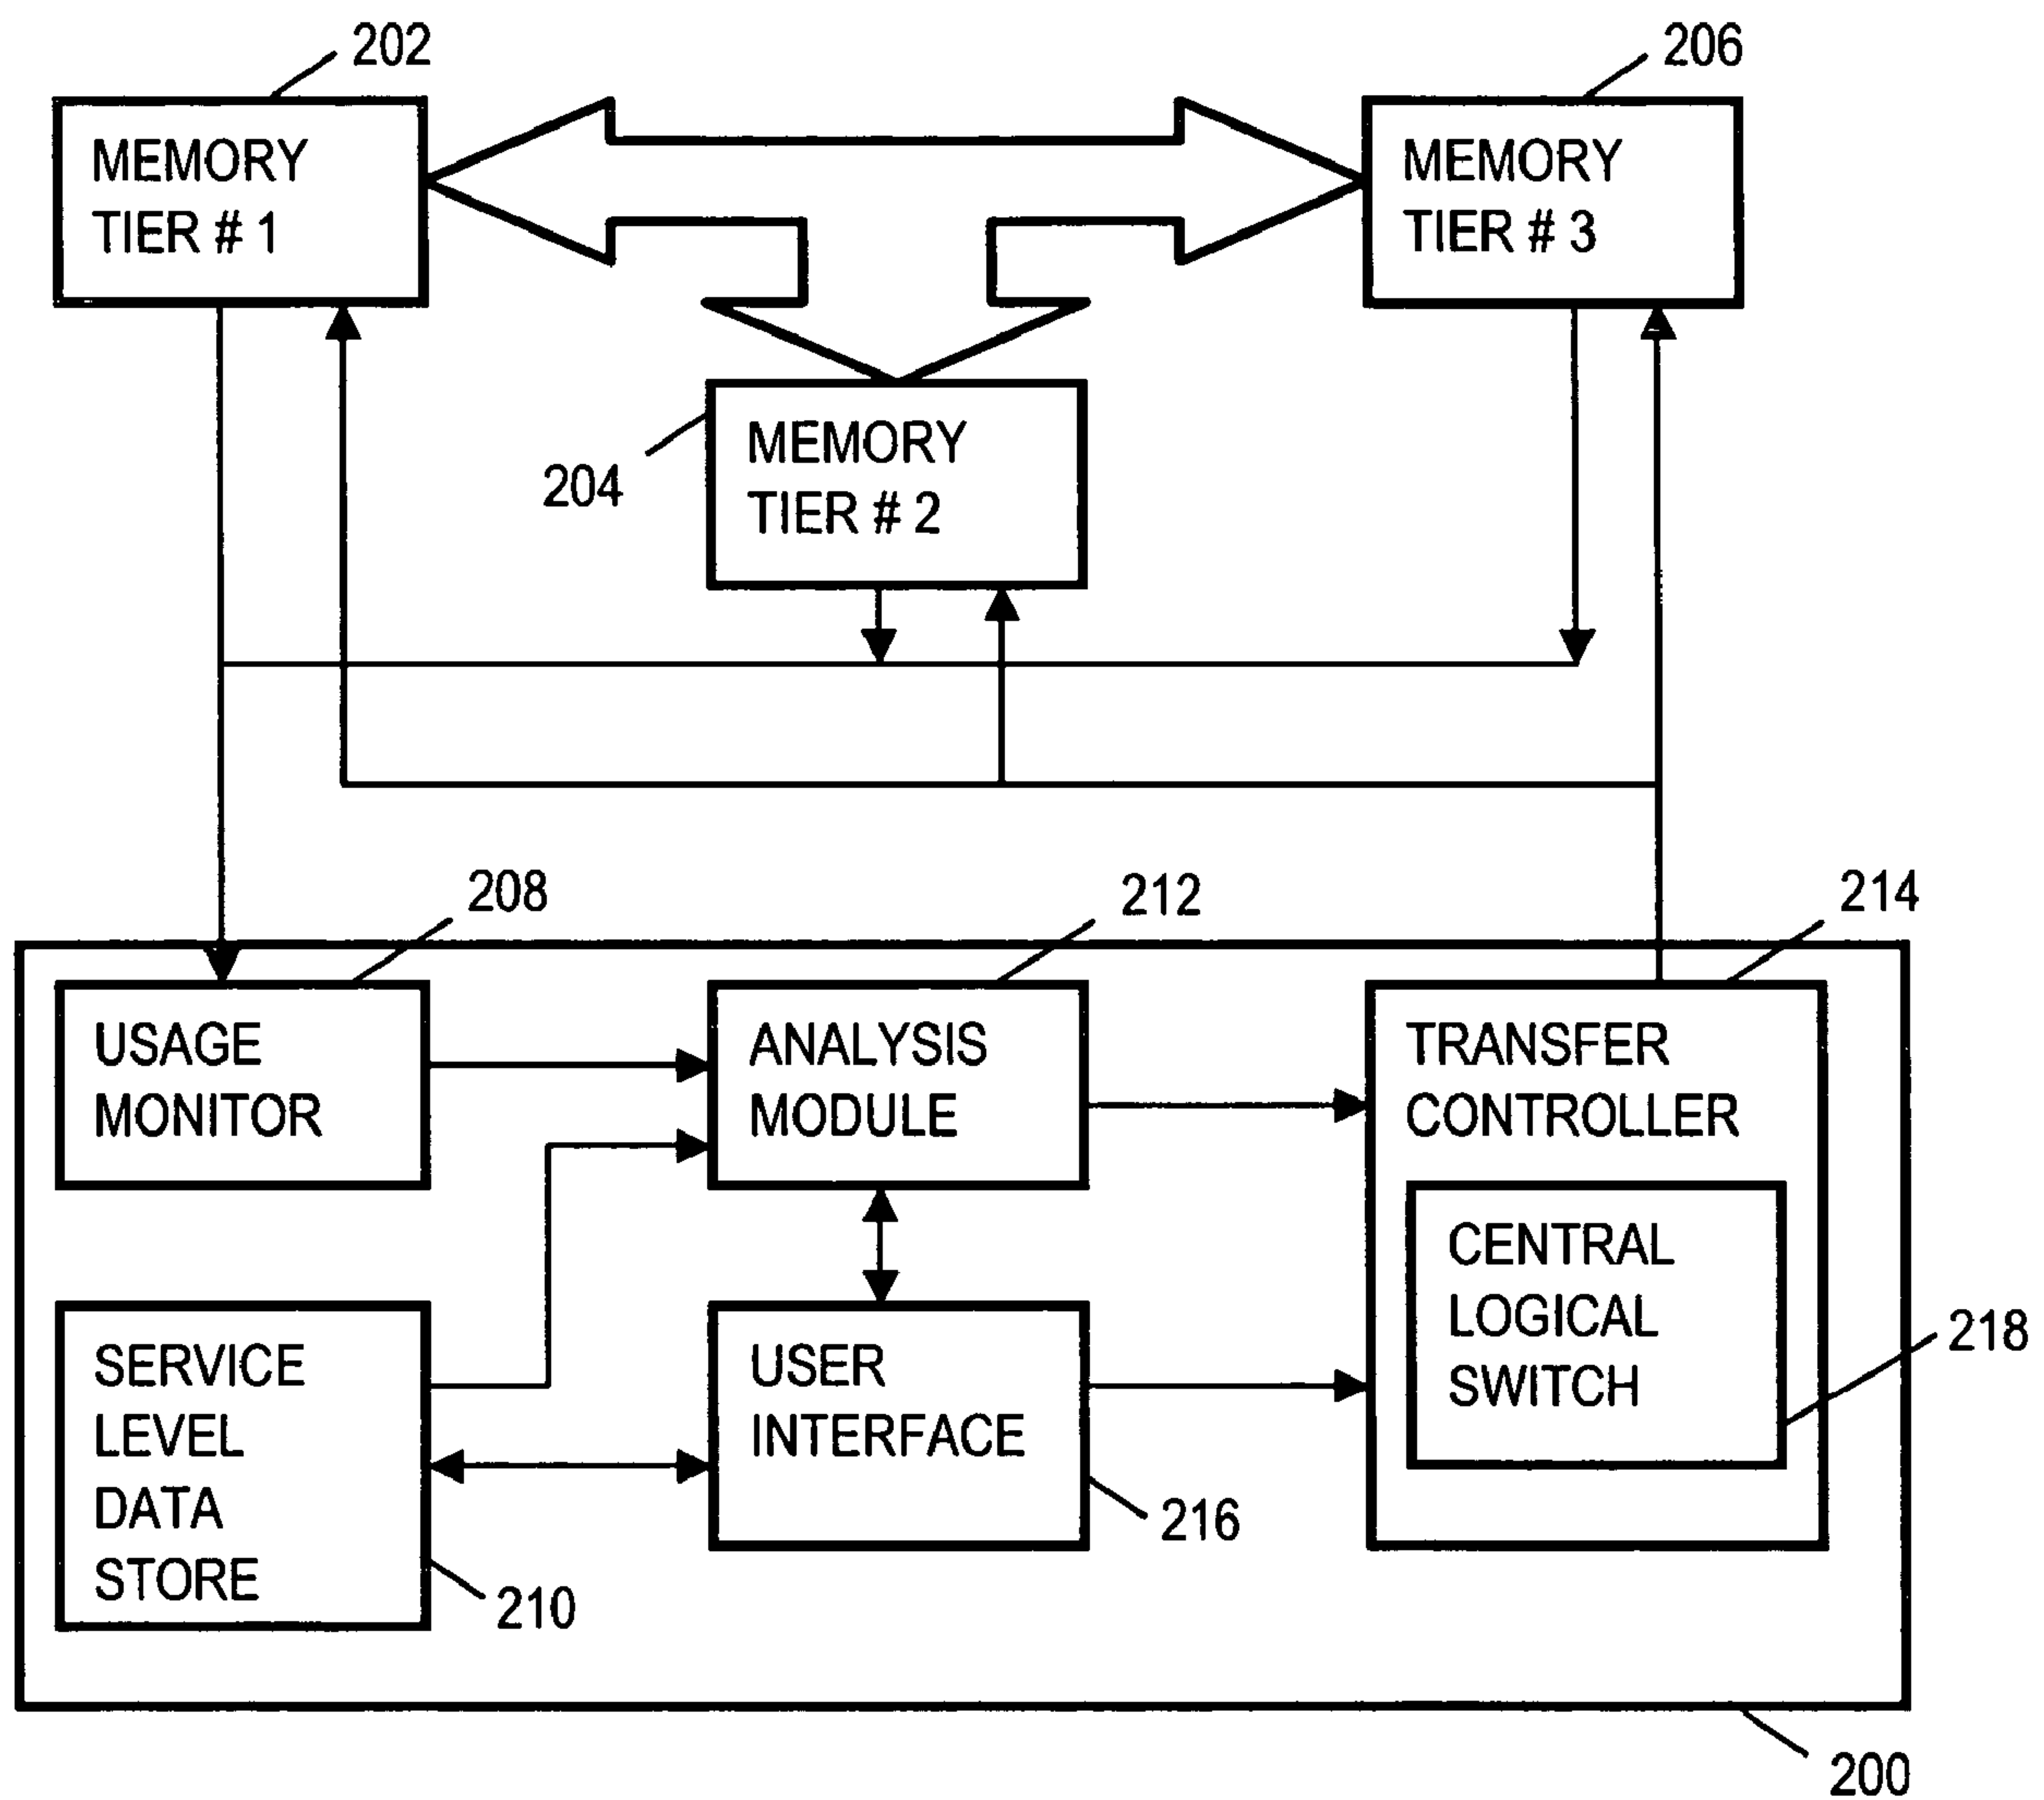 202
206
MEMORY
TIER # 1
MEMORY
TIER # 3
204
MEMORY
TIER # 2
208
212
214
USAGE
MONITOR
ANALYSIS
MODULE
TRANSFER
CONTROLLER
CENTRAL
LOGICAL
SWITCH
218
SERVICE
LEVEL
DATA
STORE
210
USER
INTERFACE
216
200